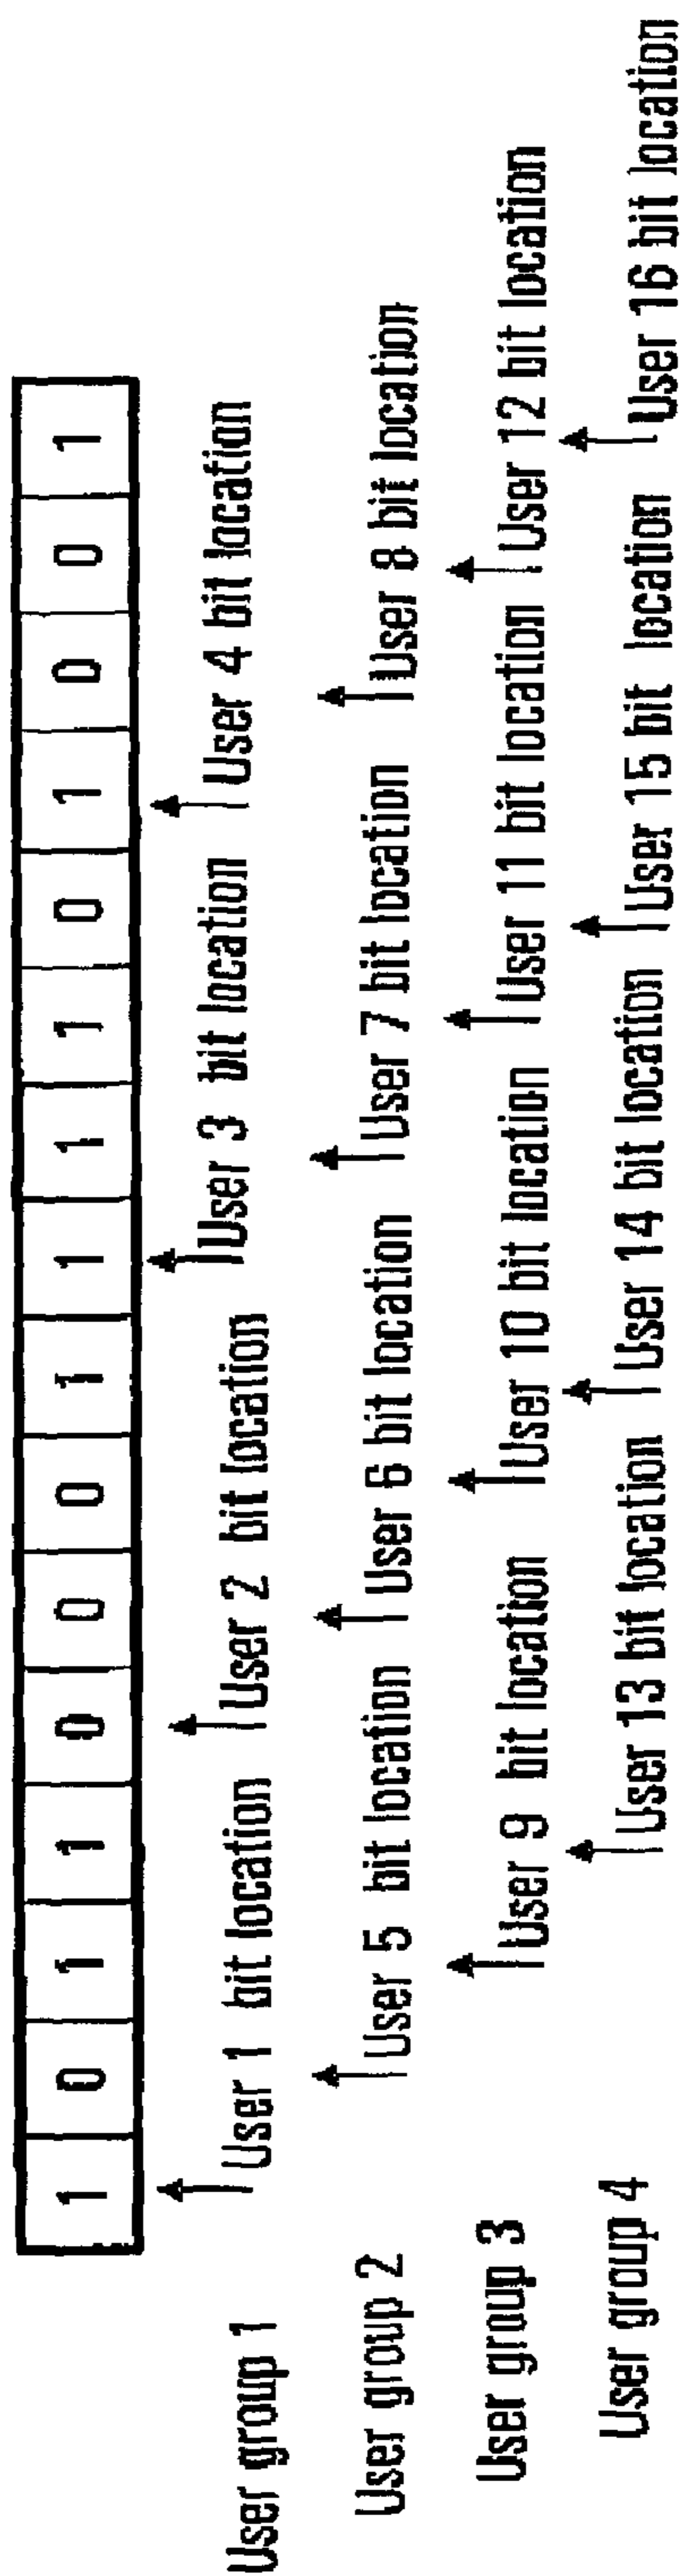 1 0 1 1 0 0 0 1 1 1 1 0 1 0 0 1
User group 1 User 1 bit location User 2 bit location User 3 bit location User 4 bit location
User group 2 User 5 bit location User 6 bit location User 7 bit location User 8 bit location
User group 3 User 9 bit location User 10 bit location User 11 bit location User 12 bit location
User group 4 User 13 bit location User 14 bit location User 15 bit location User 16 bit location